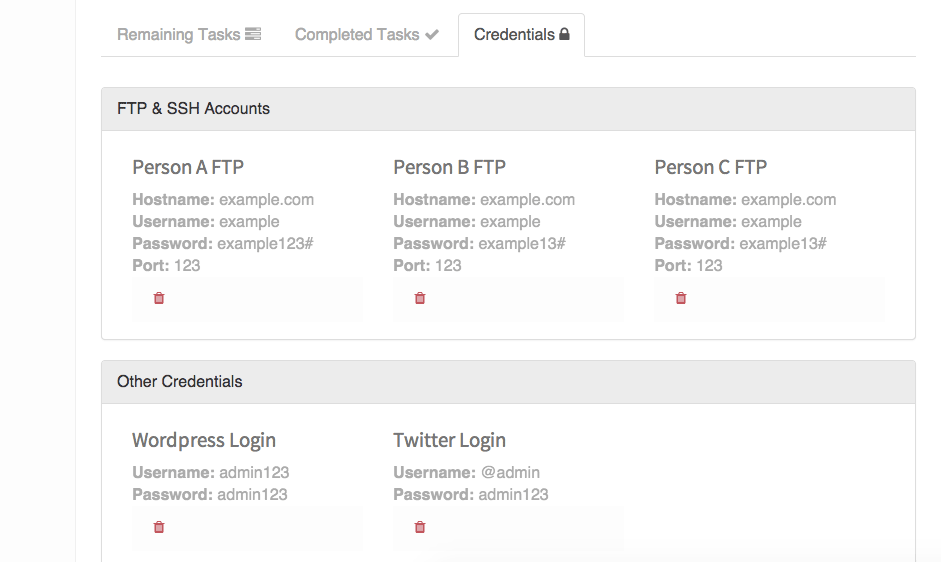 Remaining Tasks
Completed Tasks
Credentials
FTP & SSH Accounts
Person A FTP
Hostname: example.com
Username: example
Password: example123#
Port: 123
Person B FTP
Hostname: example.com
Username: example
Password: example13#
Port: 123
Person C FTP
Hostname: example.com
Username: example
Password: example13#
Port: 123
Other Credentials
Wordpress Login
Username: admin123
Password: admin123
Twitter Login
Username: @admin
Password: admin123